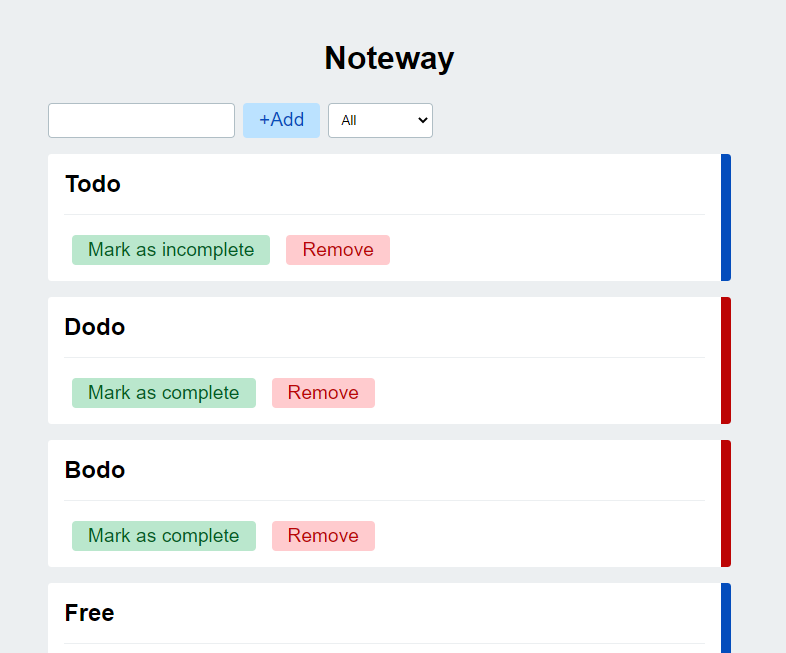 Noteway
+Add All
Todo
Mark as incomplete Remove
Dodo
Mark as complete Remove
Bodo
Mark as complete Remove
Free